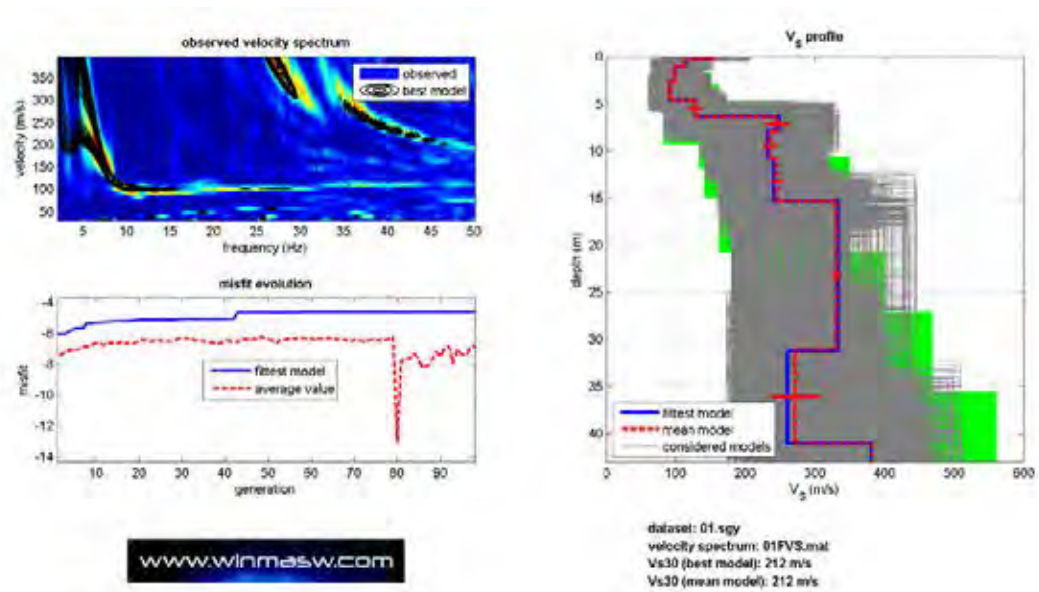 observed velocity spectrum
observed
best model
velocity (m/s)
350
300
250
200
150
100
50
5 10 15 20 25 30 35 40 45 50
frequency (Hz)
misfit evolution
misfit
-4
-6
-8
-10
-12
-14
fittest model
average value
10 20 30 40 50 60 70 80 90
generation
www.winmasw.com
VS profile
depth (m)
0
5
10
15
20
25
30
35
40
fittest model
mean model
considered models
0 100 200 300 400 500 600
VS (m/s)
dataset: 01.sgy
velocity spectrum: 01FVS.mat
Vs30 (best model): 212 m/s
Vs30 (mean model): 212 m/s